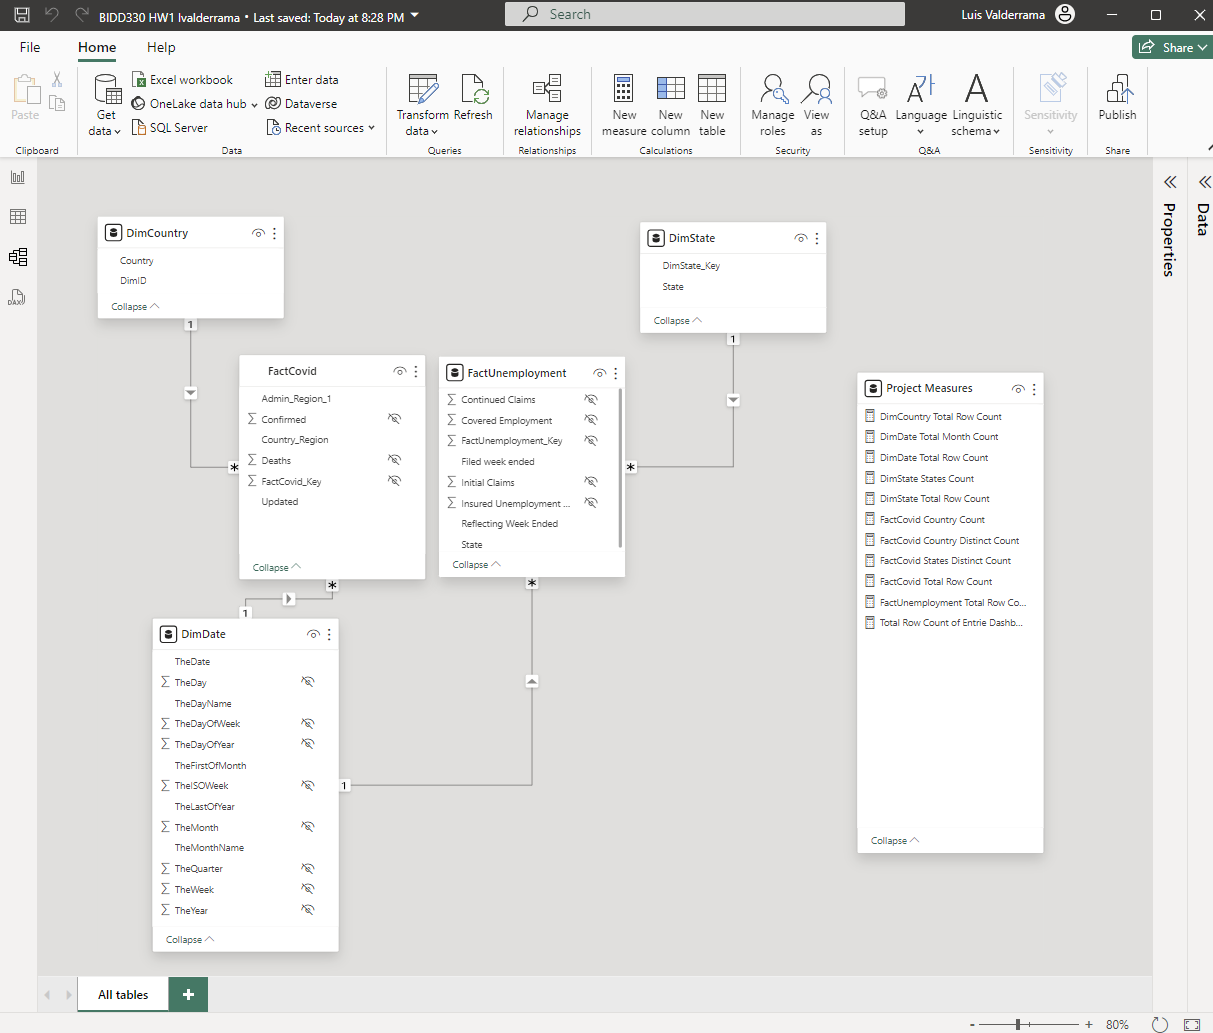 BIDD330 HW1 lvalderrama • Last saved: Today at 8:28 PM
Search
Luis Valderrama
File
Home
Help
Share
Paste
Clipboard
Get data
Excel workbook
OneLake data hub
SQL Server
Enter data
Dataverse
Recent sources
Data
Transform data
Refresh
Queries
Manage relationships
Relationships
New measure
New column
New table
Calculations
Manage roles
View as
Security
Q&A setup
Language
Linguistic schema
Q&A
Sensitivity
Sensitivity
Publish
Share
DAX
DimCountry
Country
DimID
Collapse
1
*
FactCovid
Admin_Region_1
Confirmed
Country_Region
Deaths
FactCovid_Key
Updated
Collapse
*
1
FactUnemployment
Continued Claims
Covered Employment
FactUnemployment_Key
Filed week ended
Initial Claims
Insured Unemployment ...
Reflecting Week Ended
State
Collapse
*
DimState
DimState_Key
State
Collapse
1
*
DimDate
TheDate
TheDay
TheDayName
TheDayOfWeek
TheDayOfYear
TheFirstOfMonth
TheISOWeek
TheLastOfYear
TheMonth
TheMonthName
TheQuarter
TheWeek
TheYear
Collapse
1
Project Measures
DimCountry Total Row Count
DimDate Total Month Count
DimDate Total Row Count
DimState States Count
DimState Total Row Count
FactCovid Country Count
FactCovid Country Distinct Count
FactCovid States Distinct Count
FactCovid Total Row Count
FactUnemployment Total Row Co...
Total Row Count of Entrie Dashb...
Collapse
Properties
Data
All tables
+
- + 80%